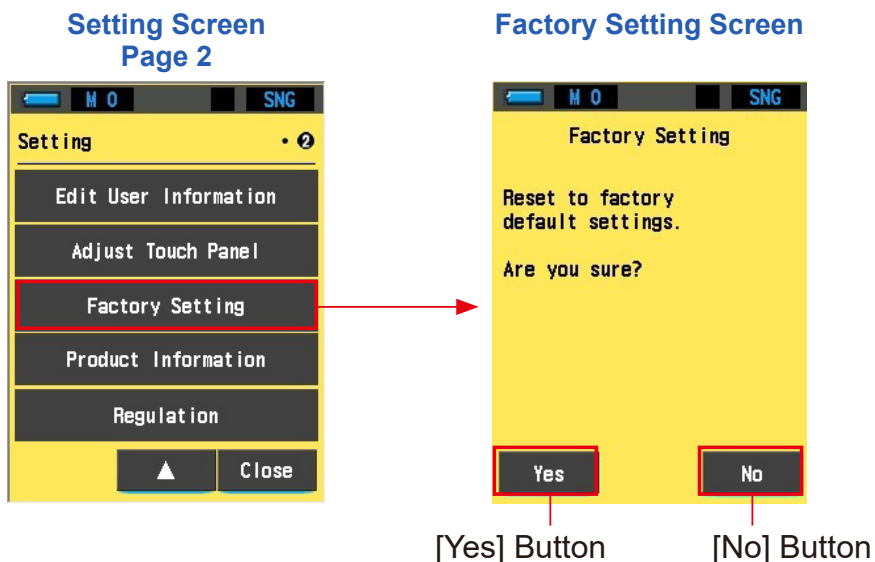 Setting Screen
Page 2
M 0 SNG
Setting • ❷
Edit User Information
Adjust Touch Panel
Factory Setting
Product Information
Regulation
▲ Close
Factory Setting Screen
M 0 SNG
Factory Setting
Reset to factory
default settings.
Are you sure?
Yes No
[Yes] Button [No] Button